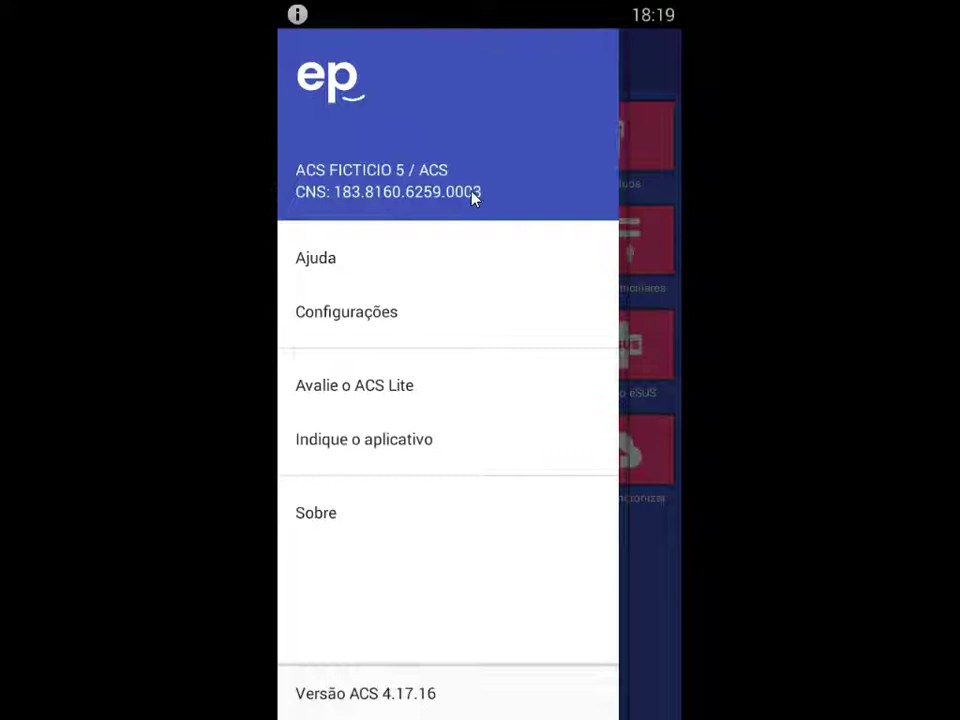 18:19
ep
ACS FICTICIO 5 / ACS
CNS: 183.8160.6259.0003
Ajuda
Configurações
Avalie o ACS Lite
Indique o aplicativo
Sobre
Versão ACS 4.17.16
eSUS